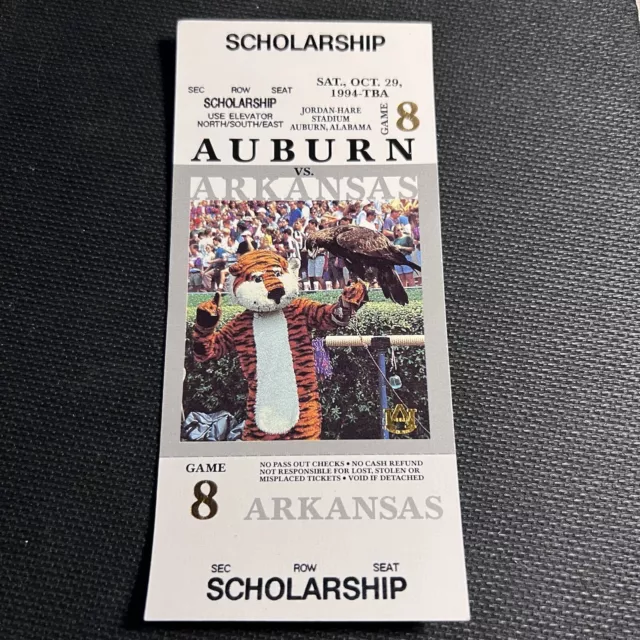 SCHOLARSHIP
SEC ROW SEAT
SCHOLARSHIP
USE ELEVATOR
NORTH/SOUTH/EAST
SAT., OCT. 29,
1994-TBA
JORDAN-HARE
STADIUM
AUBURN, ALABAMA
GAME 8
AUBURN
VS.
ARKANSAS
AU
GAME
8
NO PASS OUT CHECKS • NO CASH REFUND
NOT RESPONSIBLE FOR LOST, STOLEN OR
MISPLACED TICKETS • VOID IF DETACHED
ARKANSAS
SEC ROW SEAT
SCHOLARSHIP